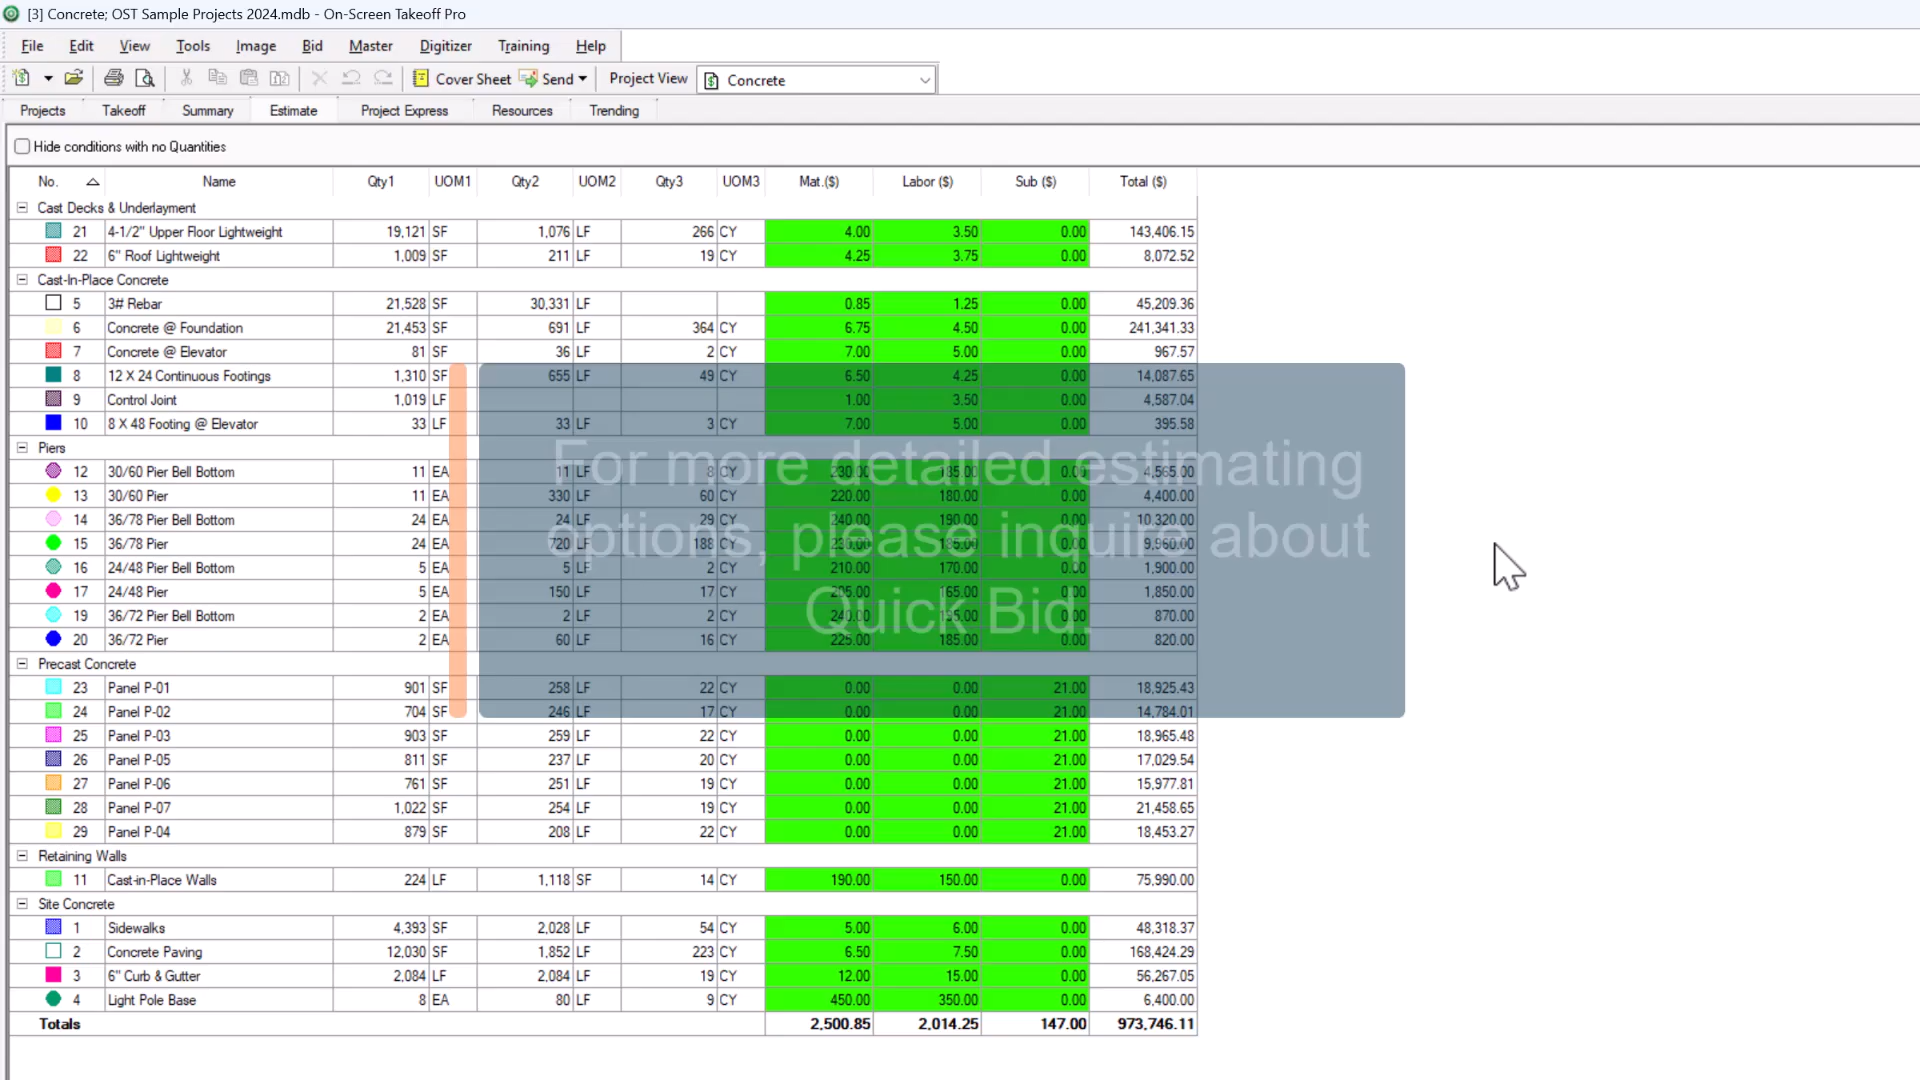 [3] Concrete; OST Sample Projects 2024.mdb - On-Screen Takeoff Pro
File Edit View Tools Image Bid Master Digitizer Training Help
Cover Sheet Send Project View Concrete
Projects Takeoff Summary Estimate Project Express Resources Trending
Hide conditions with no Quantities
No. Name Qty1 UOM1 Qty2 UOM2 Qty3 UOM3 Mat.($) Labor ($) Sub ($) Total ($)
Cast Decks & Underlayment
21 4-1/2" Upper Floor Lightweight 19,121 SF 1,076 LF 266 CY 4.00 3.50 0.00 143,406.15
22 6" Roof Lightweight 1,009 SF 211 LF 19 CY 4.25 3.75 0.00 8,072.52
Cast-In-Place Concrete
5 3# Rebar 21,528 SF 30,331 LF 0.85 1.25 0.00 45,209.36
6 Concrete @ Foundation 21,453 SF 691 LF 364 CY 6.75 4.50 0.00 241,341.33
7 Concrete @ Elevator 81 SF 36 LF 2 CY 7.00 5.00 0.00 967.57
8 12 X 24 Continuous Footings 1,310 SF 655 LF 49 CY 6.50 4.25 0.00 14,087.65
9 Control Joint 1,019 LF 1.00 3.50 0.00 4,587.04
10 8 X 48 Footing @ Elevator 33 LF 33 LF 3 CY 7.00 5.00 0.00 395.58
Piers
12 30/60 Pier Bell Bottom 11 EA 11 LF 8 CY 230.00 185.00 0.00 4,565.00
13 30/60 Pier 11 EA 330 LF 60 CY 220.00 180.00 0.00 4,400.00
14 36/78 Pier Bell Bottom 24 EA 24 LF 29 CY 240.00 190.00 0.00 10,320.00
15 36/78 Pier 24 EA 720 LF 188 CY 230.00 185.00 0.00 9,960.00
16 24/48 Pier Bell Bottom 5 EA 5 LF 2 CY 210.00 170.00 0.00 1,900.00
17 24/48 Pier 5 EA 150 LF 17 CY 205.00 165.00 0.00 1,850.00
19 36/72 Pier Bell Bottom 2 EA 2 LF 2 CY 240.00 195.00 0.00 870.00
20 36/72 Pier 2 EA 60 LF 16 CY 225.00 185.00 0.00 820.00
For more detailed estimating
options, please inquire about
Quick Bid.
Precast Concrete
23 Panel P-01 901 SF 258 LF 22 CY 0.00 0.00 21.00 18,925.43
24 Panel P-02 704 SF 246 LF 17 CY 0.00 0.00 21.00 14,784.01
25 Panel P-03 903 SF 259 LF 22 CY 0.00 0.00 21.00 18,965.48
26 Panel P-05 811 SF 237 LF 20 CY 0.00 0.00 21.00 17,029.54
27 Panel P-06 761 SF 251 LF 19 CY 0.00 0.00 21.00 15,977.81
28 Panel P-07 1,022 SF 254 LF 19 CY 0.00 0.00 21.00 21,458.65
29 Panel P-04 879 SF 208 LF 22 CY 0.00 0.00 21.00 18,453.27
Retaining Walls
11 Cast-in-Place Walls 224 LF 1,118 SF 14 CY 190.00 150.00 0.00 75,990.00
Site Concrete
1 Sidewalks 4,393 SF 2,028 LF 54 CY 5.00 6.00 0.00 48,318.37
2 Concrete Paving 12,030 SF 1,852 LF 223 CY 6.50 7.50 0.00 168,424.29
3 6" Curb & Gutter 2,084 LF 2,084 LF 19 CY 12.00 15.00 0.00 56,267.05
4 Light Pole Base 8 EA 80 LF 9 CY 450.00 350.00 0.00 6,400.00
Totals 2,500.85 2,014.25 147.00 973,746.11